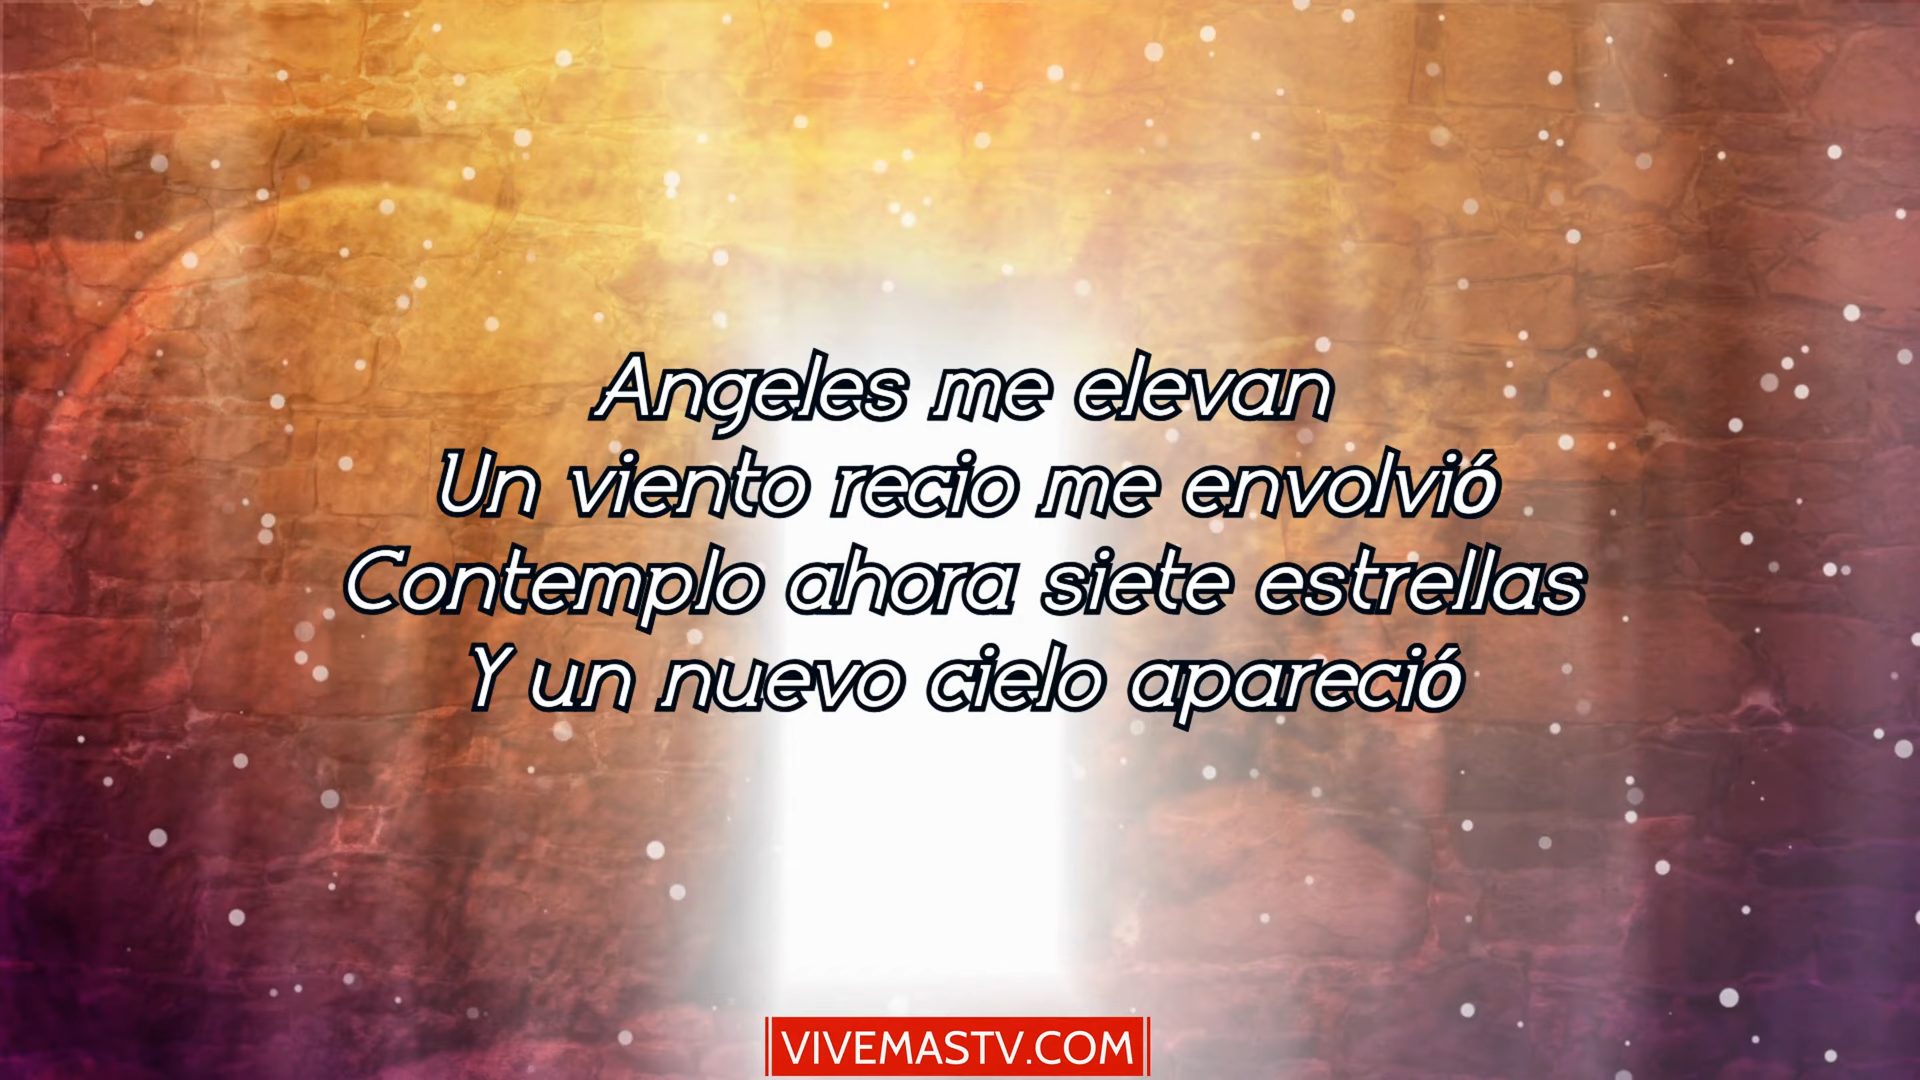 Angeles me elevan
Un viento recio me envolvió
Contemplo ahora siete estrellas
Y un nuevo cielo apareció
VIVEMASTV.COM